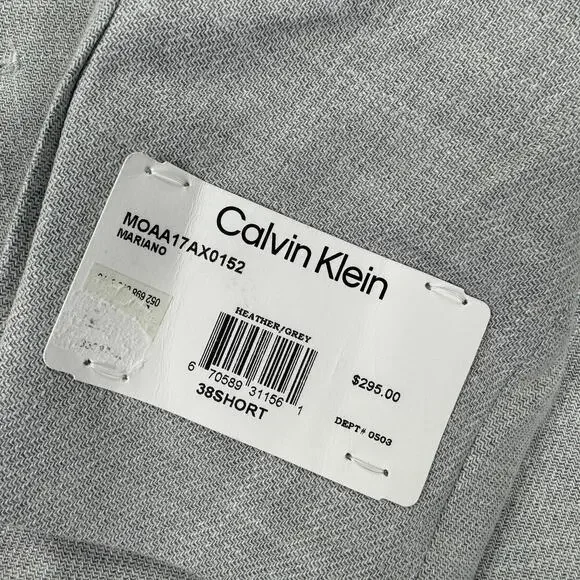 Calvin Klein
MOAA17AX0152
MARIANO
HEATHER/GREY
6 70589 31156 1
38SHORT
$295.00
DEPT# 0503